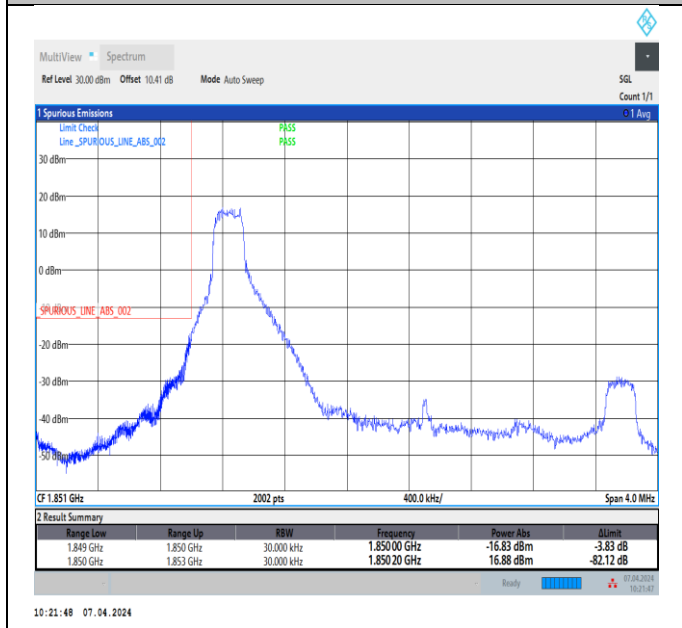 MultiView Spectrum
Ref Level 30.00 dBm Offset 10.41 dB Mode Auto Sweep SGL
Count 1/1
1 Spurious Emissions 1 Avg
Limit Check PASS
Line _SPURIOUS_LINE_ABS_002 PASS
30 dBm
20 dBm
10 dBm
0 dBm
_SPURIOUS_LINE_ABS_002
-20 dBm
-30 dBm
-40 dBm
-50 dBm
CF 1.851 GHz 2002 pts 400.0 kHz/ Span 4.0 MHz
2 Result Summary
Range Low Range Up RBW Frequency Power Abs ΔLimit
1.849 GHz 1.850 GHz 30.000 kHz 1.85000 GHz -16.83 dBm -3.83 dB
1.850 GHz 1.853 GHz 30.000 kHz 1.85020 GHz 16.88 dBm -82.12 dB
Ready 07.04.2024
10:21:47
10:21:48 07.04.2024